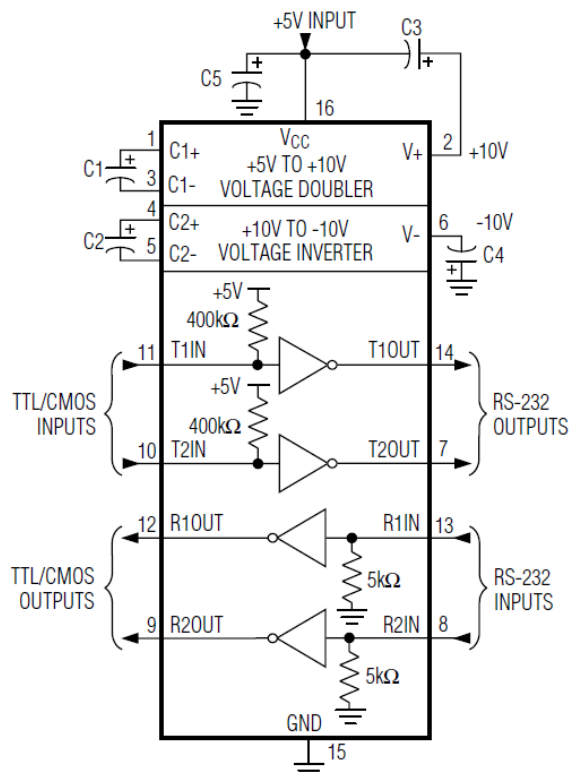 +5V INPUT
C3
C5
+
+
16
1
C1+
VCC
V+
2
+10V
C1
+
+5V TO +10V
3
C1-
VOLTAGE DOUBLER
4
C2+
+10V TO -10V
V-
6
-10V
C2
+
5
C2-
VOLTAGE INVERTER
C4
+
+5V
400kΩ
11
T1IN
T1OUT
14
TTL/CMOS
INPUTS
+5V
400kΩ
RS-232
OUTPUTS
10
T2IN
T2OUT
7
12
R1OUT
R1IN
13
TTL/CMOS
OUTPUTS
5kΩ
RS-232
INPUTS
9
R2OUT
R2IN
8
5kΩ
GND
15